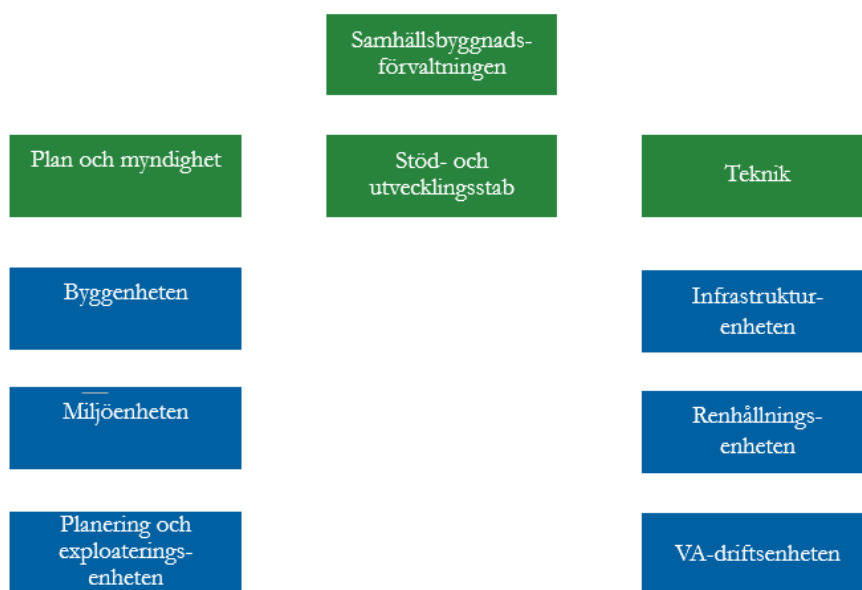 Samhällsbyggnads-
förvaltningen
Plan och myndighet
Stöd- och
utvecklingsstab
Teknik
Byggenheten
Infrastruktur-
enheten
Miljöenheten
Renhållnings-
enheten
Planering och
exploaterings-
enheten
VA-driftsenheten